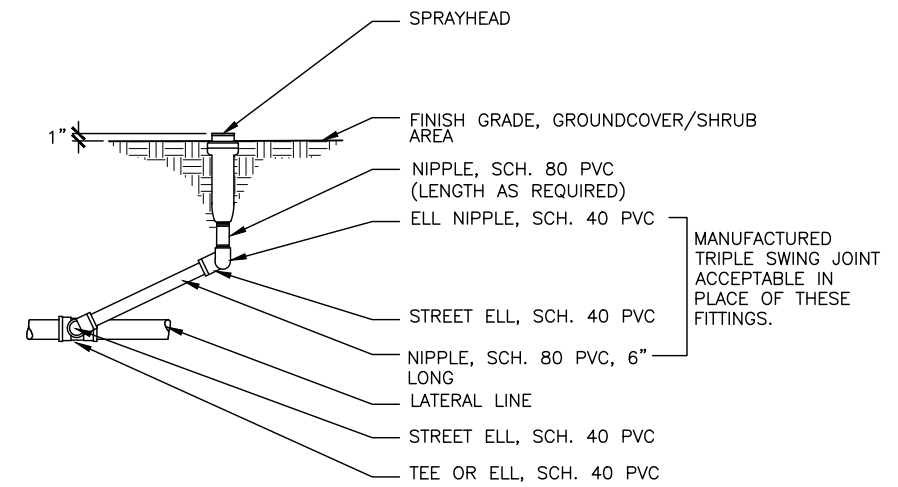 SPRAYHEAD
1"
FINISH GRADE, GROUNDCOVER/SHRUB
AREA
NIPPLE, SCH. 80 PVC
(LENGTH AS REQUIRED)
ELL NIPPLE, SCH. 40 PVC
MANUFACTURED
TRIPLE SWING JOINT
ACCEPTABLE IN
PLACE OF THESE
FITTINGS.
STREET ELL, SCH. 40 PVC
NIPPLE, SCH. 80 PVC, 6"
LONG
LATERAL LINE
STREET ELL, SCH. 40 PVC
TEE OR ELL, SCH. 40 PVC